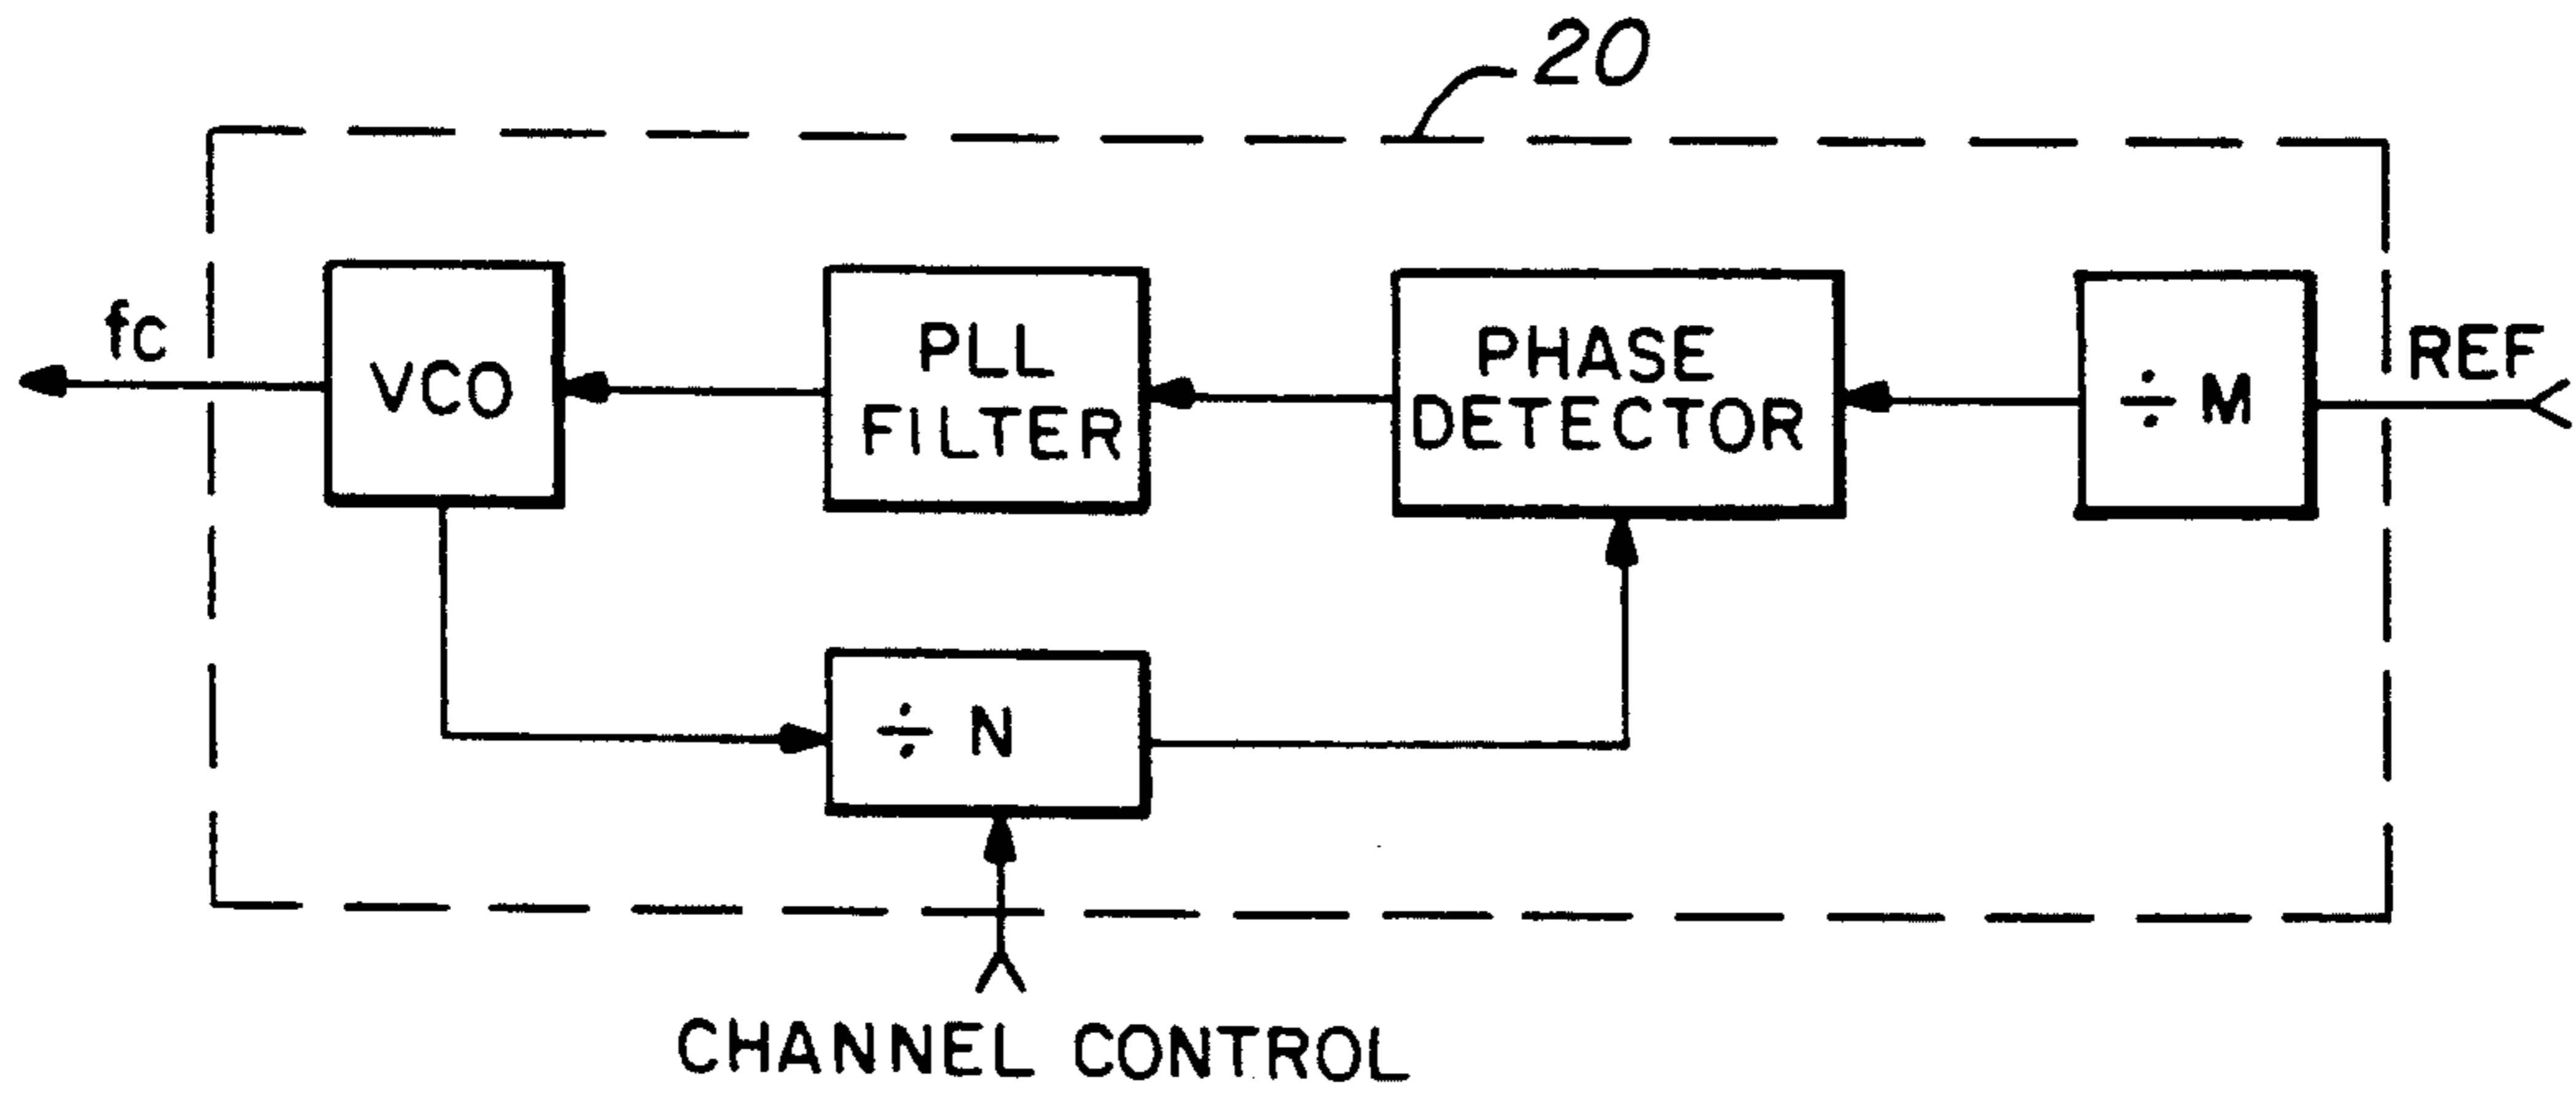 20
fc
VCO
PLL
FILTER
PHASE
DETECTOR
÷ M
REF
÷ N
CHANNEL CONTROL